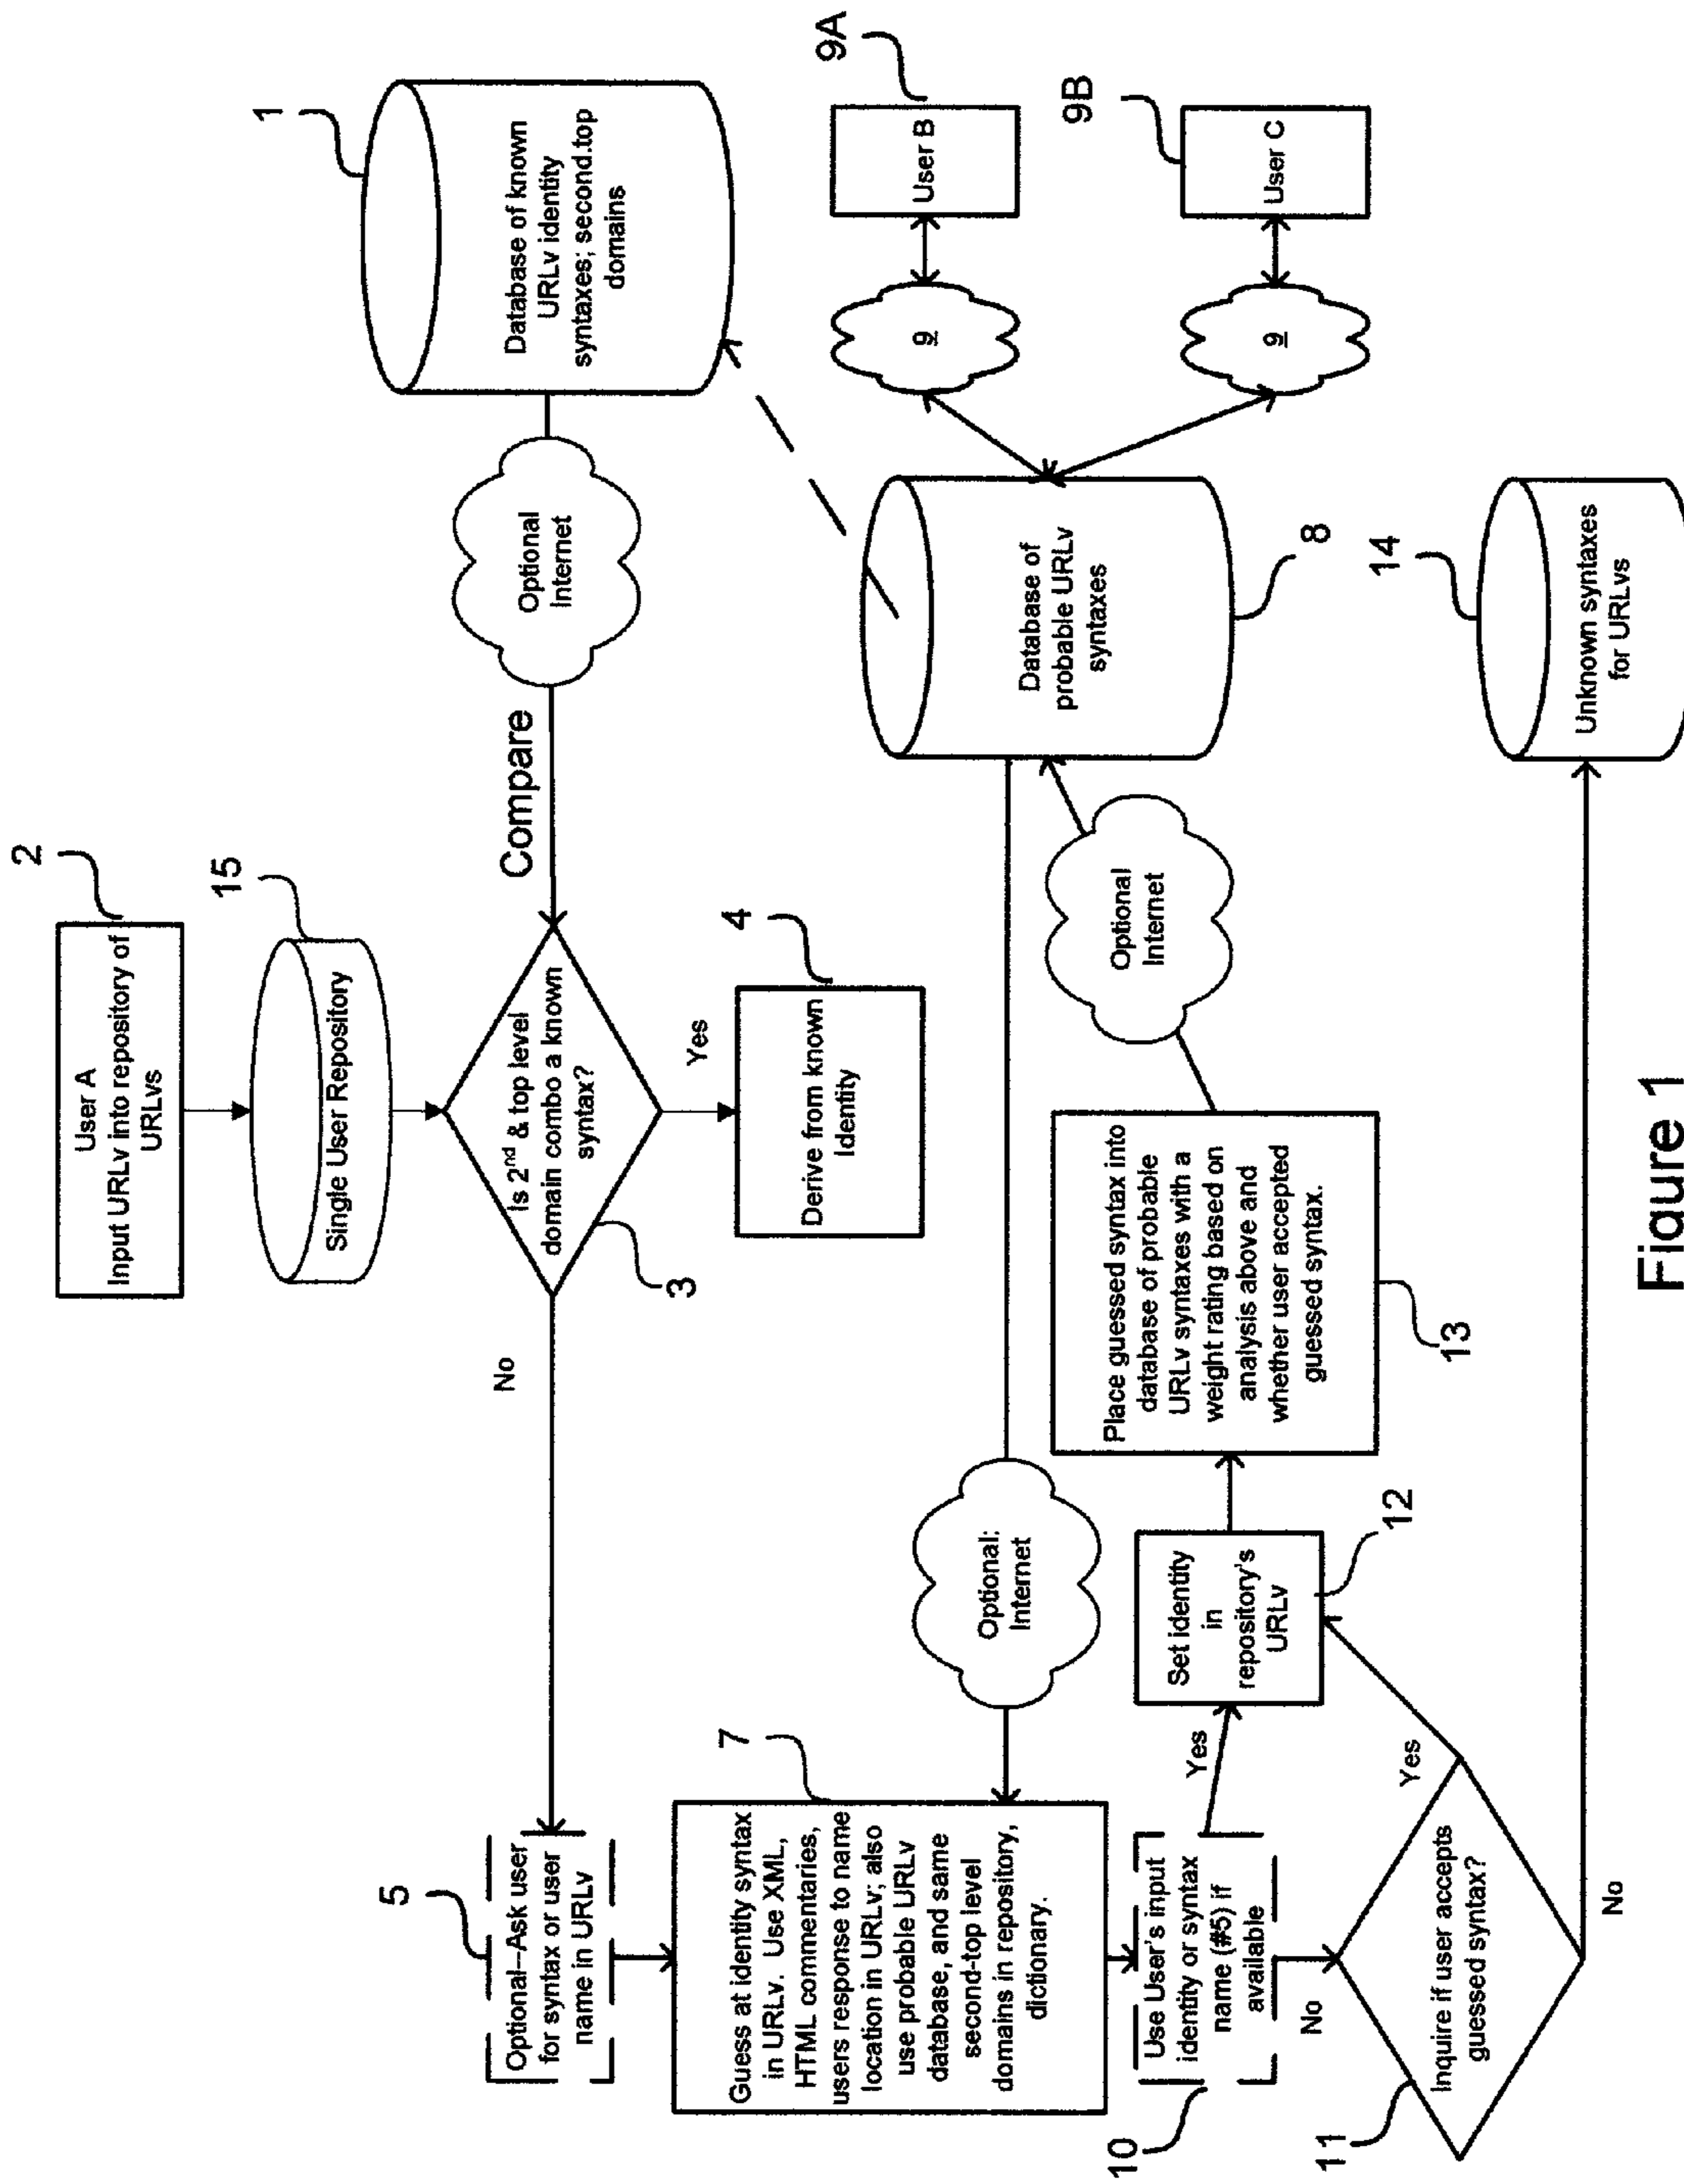 2
User A
Input URLv into repository of
URLvs
15
Single User Repository
1
Database of known
URLv identity
syntaxes; second.top
domains
Optional
Internet
Compare
Is 2nd & top level
domain combo a known
syntax?
3
No
Yes
4
Derive from known
Identity
5
Optional--Ask user
for syntax or user
name in URLv
7
Guess at identity syntax
in URLv. Use XML,
HTML commentaries,
users response to name
location in URLv; also
use probable URLv
database, and same
second-top level
domains in repository,
dictionary.
Optional:
Internet
Database of
probable URLv
syntaxes
8
9
User B
9A
9
User C
9B
10
Use User's input
identity or syntax
name (#5) if
available
Yes
No
Set identity
in
repository's
URLv
12
Place guessed syntax into
database of probable
URLv syntaxes with a
weight rating based on
analysis above and
whether user accepted
guessed syntax.
13
Optional
Internet
11
Inquire if user accepts
guessed syntax?
Yes
No
14
Unknown syntaxes
for URLvs
Figure 1